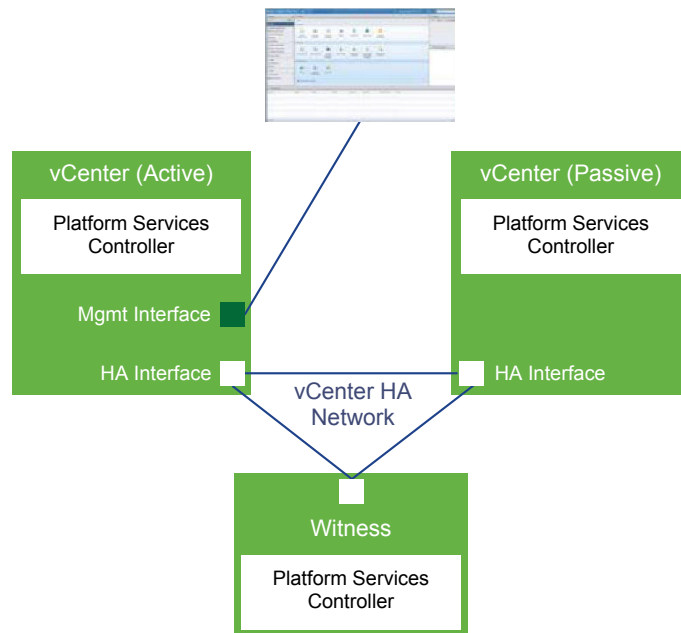 vCenter (Active)
Platform Services
Controller
Mgmt Interface
HA Interface
vCenter (Passive)
Platform Services
Controller
HA Interface
vCenter HA
Network
Witness
Platform Services
Controller